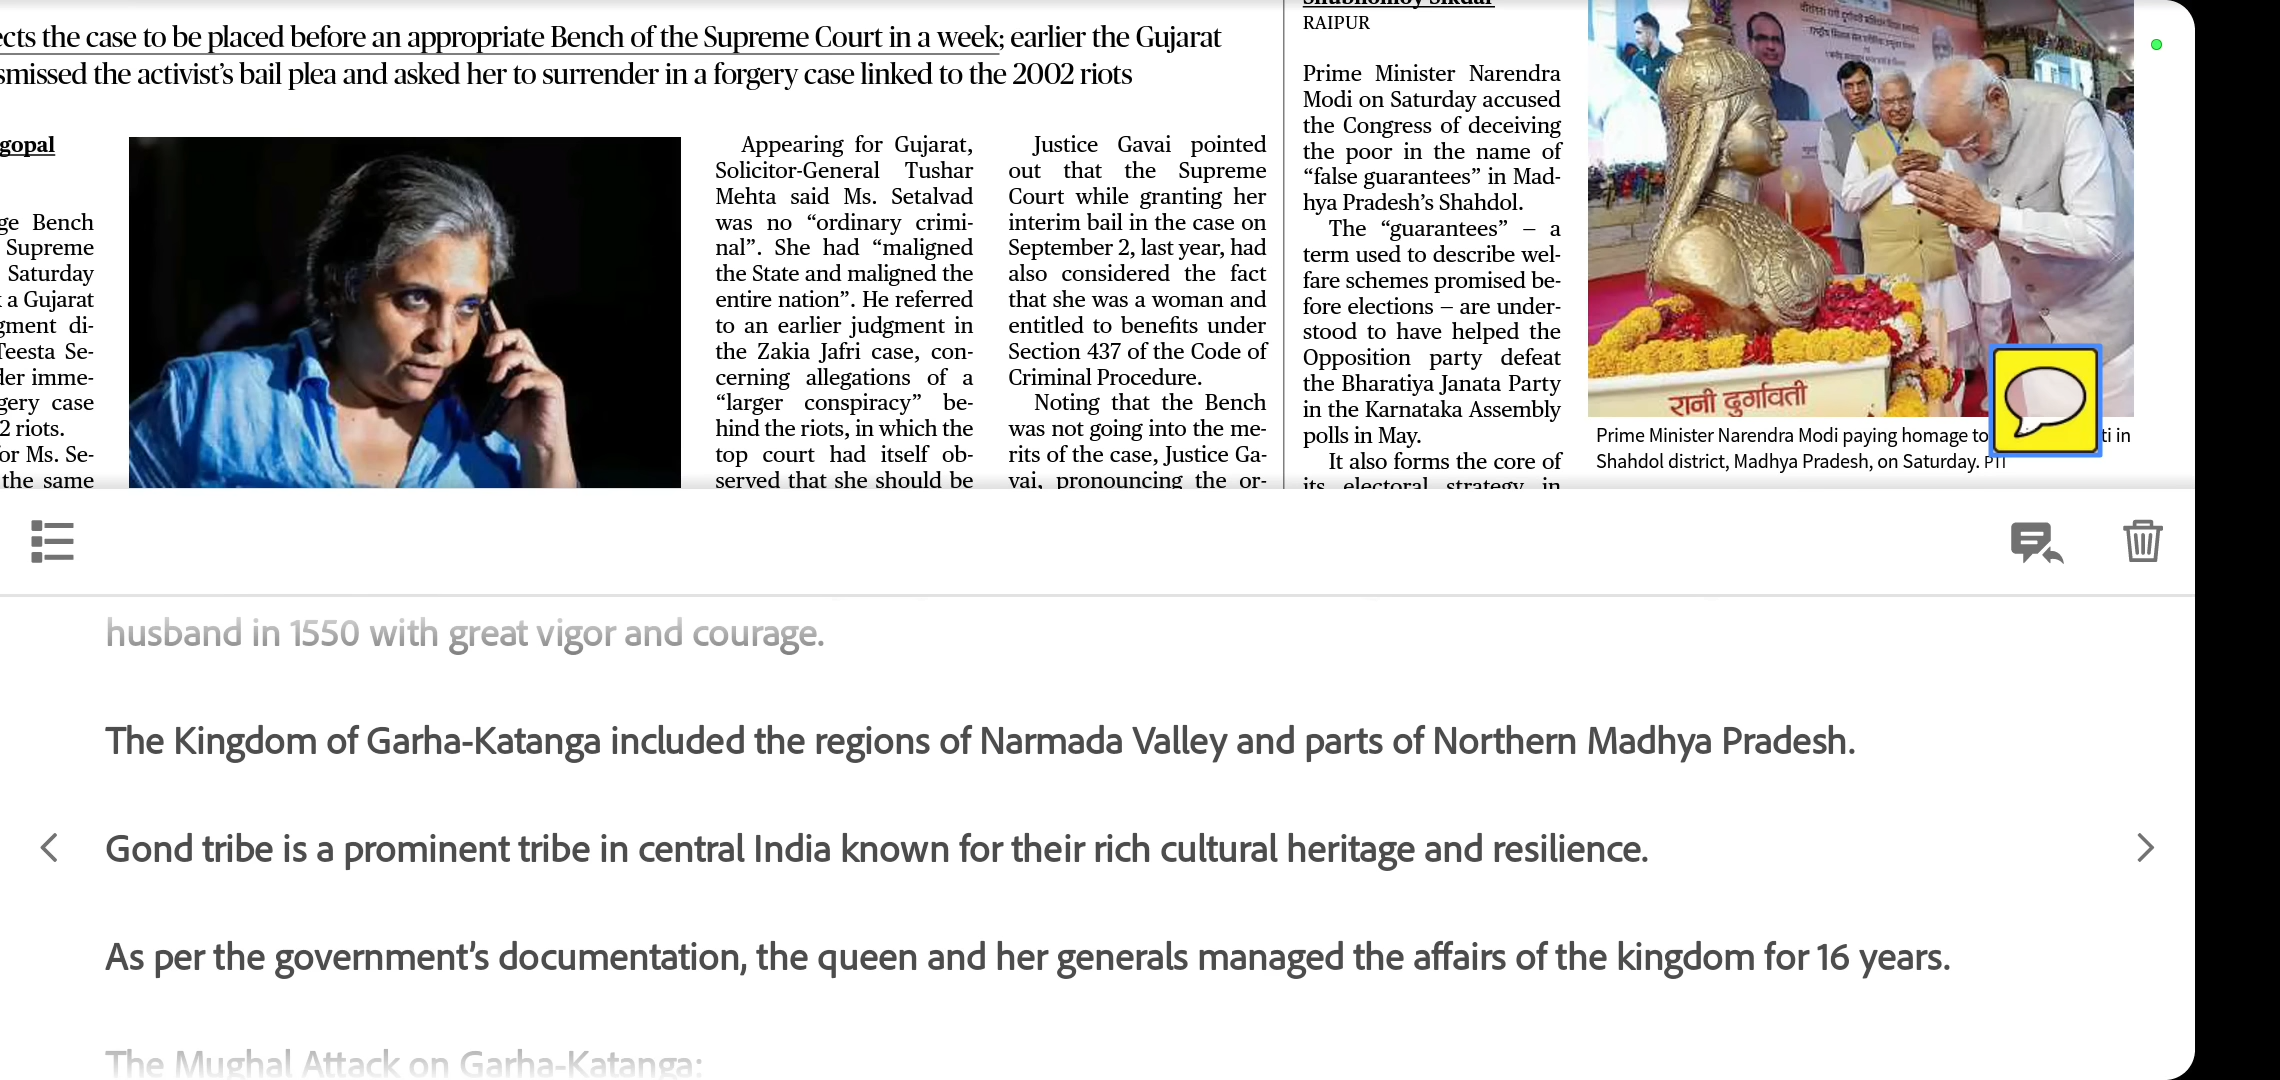 ects the case to be placed before an appropriate Bench of the Supreme Court in a week; earlier the Gujarat
smissed the activist's bail plea and asked her to surrender in a forgery case linked to the 2002 riots
gopal
ge Bench
Supreme
Saturday
a Gujarat
gment di-
Teesta Se-
der imme-
gery case
2 riots.
or Ms. Se-
the same
Appearing for Gujarat,
Solicitor-General Tushar
Mehta said Ms. Setalvad
was no “ordinary crimi-
nal”. She had “maligned
the State and maligned the
entire nation”. He referred
to an earlier judgment in
the Zakia Jafri case, con-
cerning allegations of a
“larger conspiracy” be-
hind the riots, in which the
top court had itself ob-
served that she should be
Justice Gavai pointed
out that the Supreme
Court while granting her
interim bail in the case on
September 2, last year, had
also considered the fact
that she was a woman and
entitled to benefits under
Section 437 of the Code of
Criminal Procedure.
Noting that the Bench
was not going into the me-
rits of the case, Justice Ga-
vai, pronouncing the or-
Shubhomoy Sikdar
RAIPUR
Prime Minister Narendra
Modi on Saturday accused
the Congress of deceiving
the poor in the name of
“false guarantees” in Mad-
hya Pradesh's Shahdol.
The “guarantees” – a
term used to describe wel-
fare schemes promised be-
fore elections – are under-
stood to have helped the
Opposition party defeat
the Bharatiya Janata Party
in the Karnataka Assembly
polls in May.
It also forms the core of
its electoral strategy in
रानी दुर्गावती
Prime Minister Narendra Modi paying homage to ti in
Shahdol district, Madhya Pradesh, on Saturday. PTI
husband in 1550 with great vigor and courage.
The Kingdom of Garha-Katanga included the regions of Narmada Valley and parts of Northern Madhya Pradesh.
Gond tribe is a prominent tribe in central India known for their rich cultural heritage and resilience.
As per the government's documentation, the queen and her generals managed the affairs of the kingdom for 16 years.
The Mughal Attack on Garha-Katanga: